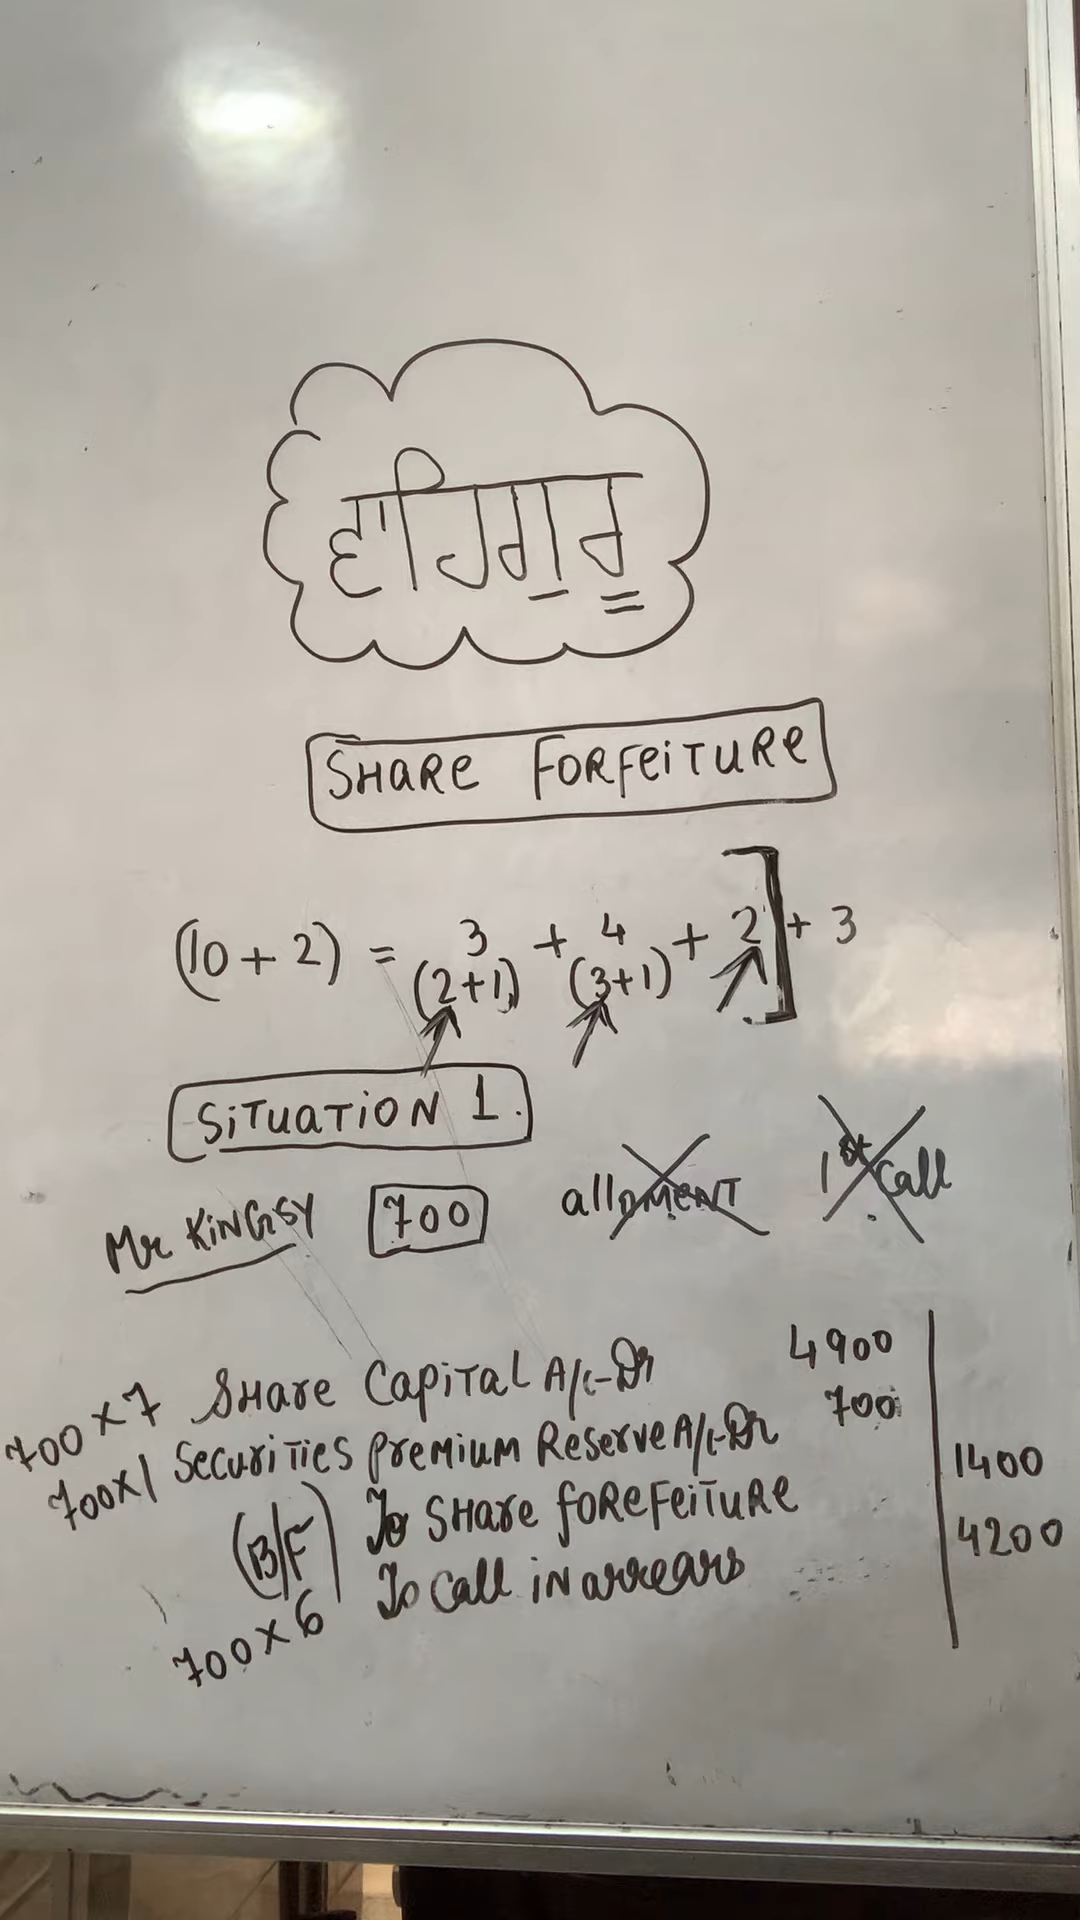 ਵਾਹਿਗੁਰੂ
SHARE FORFEITURE
(10 + 2) = 3 + 4 + 2 ] + 3
(2+1) (3+1)
SITUATION 1.
Mr KINGSY 700 allotMENT 1st Call
700 × 7 SHARE Capital A/c-Dr 4900
700×1 Securities premium Reserve A/c-Dr 700
(B/F) To SHARE foREFEITURE 1400
700×6 To Call in arrears 4200